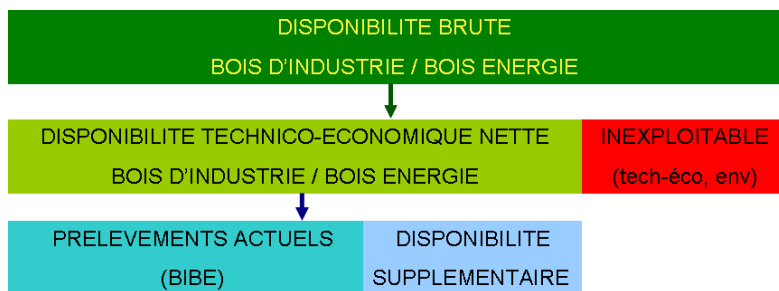 DISPONIBILITE BRUTE
BOIS D'INDUSTRIE / BOIS ENERGIE
DISPONIBILITE TECHNICO-ECONOMIQUE NETTE
BOIS D'INDUSTRIE / BOIS ENERGIE
INEXPLOITABLE
(tech-éco, env)
PRELEVEMENTS ACTUELS
(BIBE)
DISPONIBILITE
SUPPLEMENTAIRE